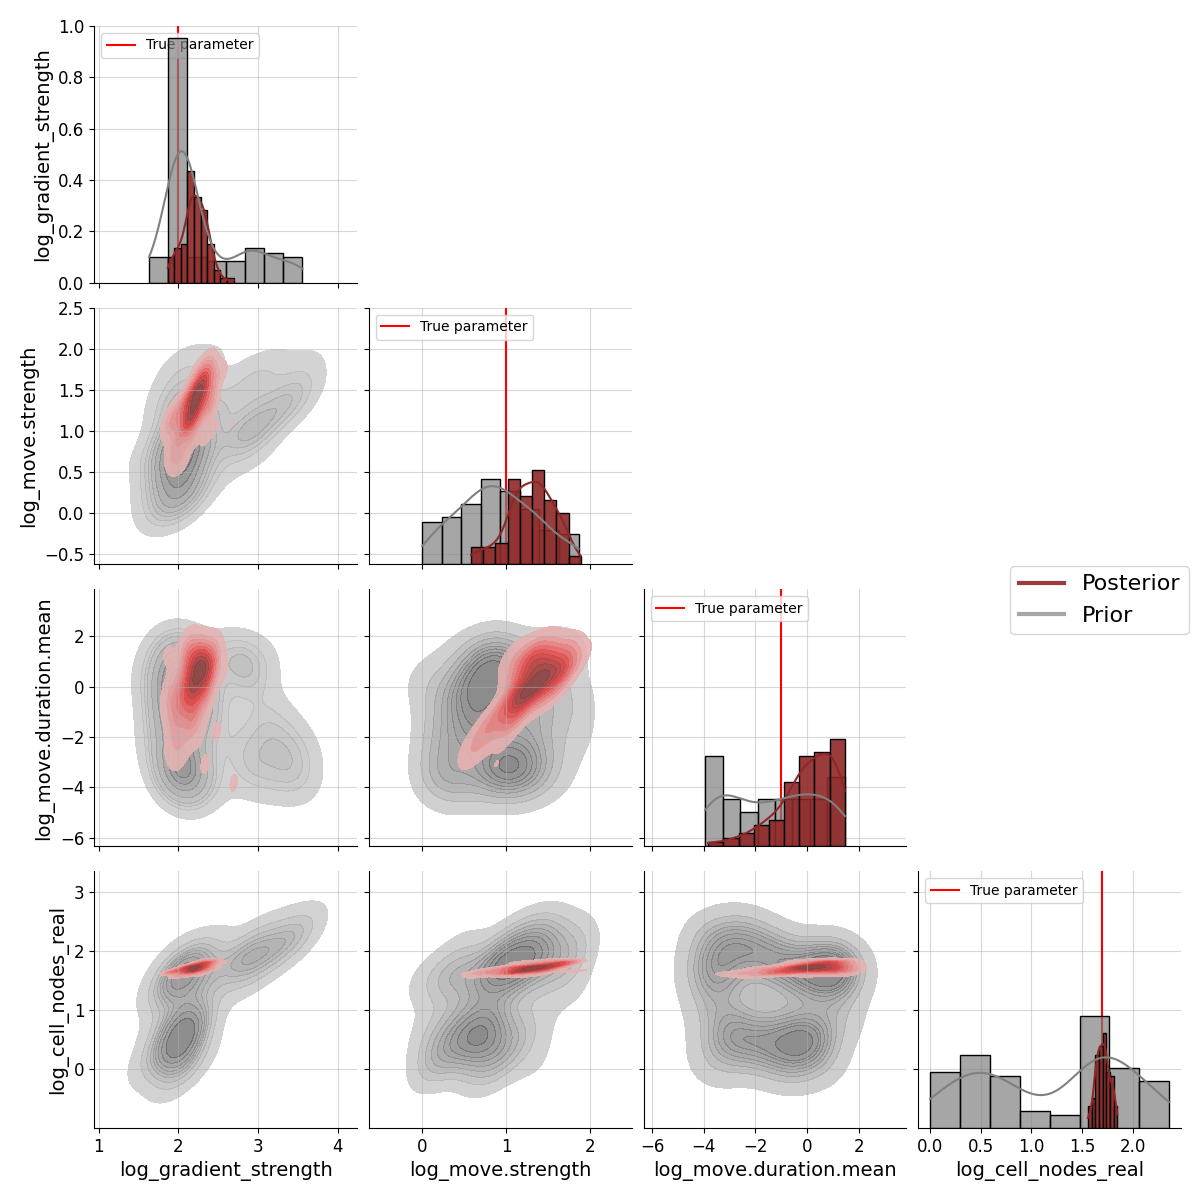 1.0
0.8
0.6
0.4
0.2
0.0
log_gradient_strength
True parameter
2.5
2.0
1.5
1.0
0.5
0.0
−0.5
log_move.strength
True parameter
2
0
−2
−4
−6
log_move.duration.mean
True parameter
Posterior
Prior
3
2
1
0
log_cell_nodes_real
True parameter
1 2 3 4
0 1 2
−6 −4 −2 0 2
0.0 0.5 1.0 1.5 2.0
log_gradient_strength
log_move.strength
log_move.duration.mean
log_cell_nodes_real